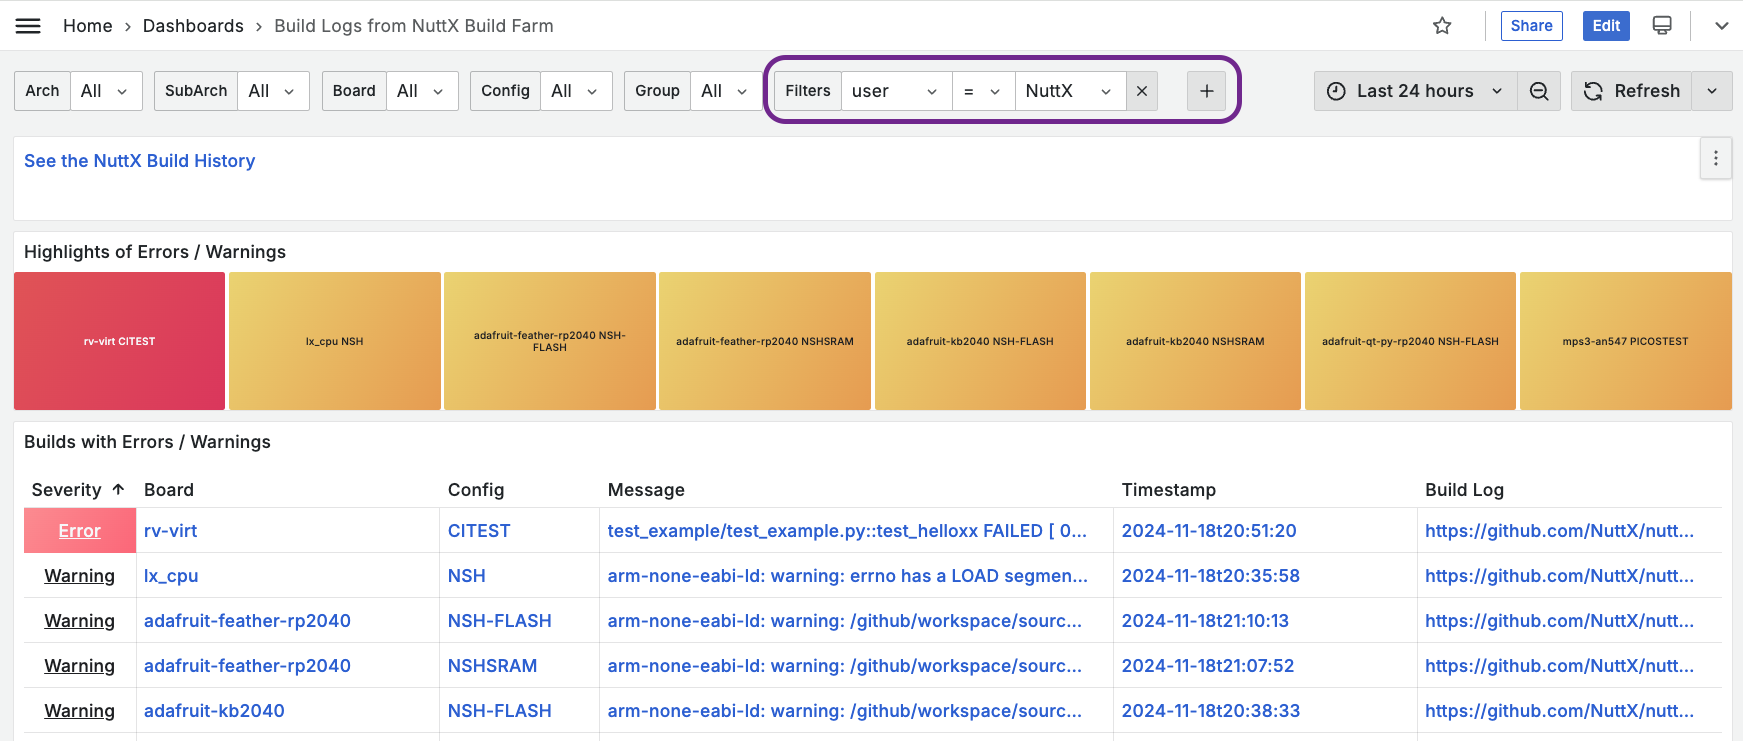 Home › Dashboards › Build Logs from NuttX Build Farm
Share
Edit
Arch All SubArch All Board All Config All Group All Filters user = NuttX × + Last 24 hours Refresh
See the NuttX Build History
Highlights of Errors / Warnings
rv-virt CITEST
lx_cpu NSH
adafruit-feather-rp2040 NSH-
FLASH
adafruit-feather-rp2040 NSHSRAM
adafruit-kb2040 NSH-FLASH
adafruit-kb2040 NSHSRAM
adafruit-qt-py-rp2040 NSH-FLASH
mps3-an547 PICOSTEST
Builds with Errors / Warnings
Severity ↑ Board Config Message Timestamp Build Log
Error rv-virt CITEST test_example/test_example.py::test_helloxx FAILED [ 0... 2024-11-18t20:51:20 https://github.com/NuttX/nutt...
Warning lx_cpu NSH arm-none-eabi-ld: warning: errno has a LOAD segmen... 2024-11-18t20:35:58 https://github.com/NuttX/nutt...
Warning adafruit-feather-rp2040 NSH-FLASH arm-none-eabi-ld: warning: /github/workspace/sourc... 2024-11-18t21:10:13 https://github.com/NuttX/nutt...
Warning adafruit-feather-rp2040 NSHSRAM arm-none-eabi-ld: warning: /github/workspace/sourc... 2024-11-18t21:07:52 https://github.com/NuttX/nutt...
Warning adafruit-kb2040 NSH-FLASH arm-none-eabi-ld: warning: /github/workspace/sourc... 2024-11-18t20:38:33 https://github.com/NuttX/nutt...